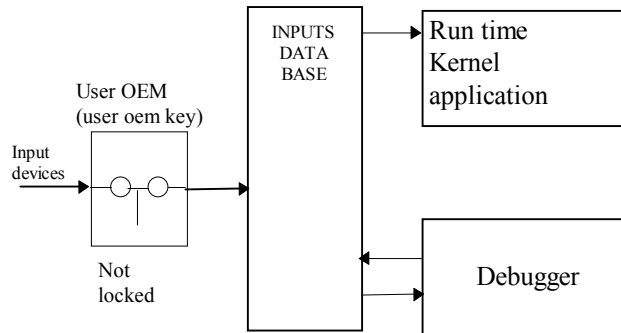 INPUTS
DATA
BASE
Run time
Kernel
application
User OEM
(user oem key)
Input
devices
Not
locked
Debugger